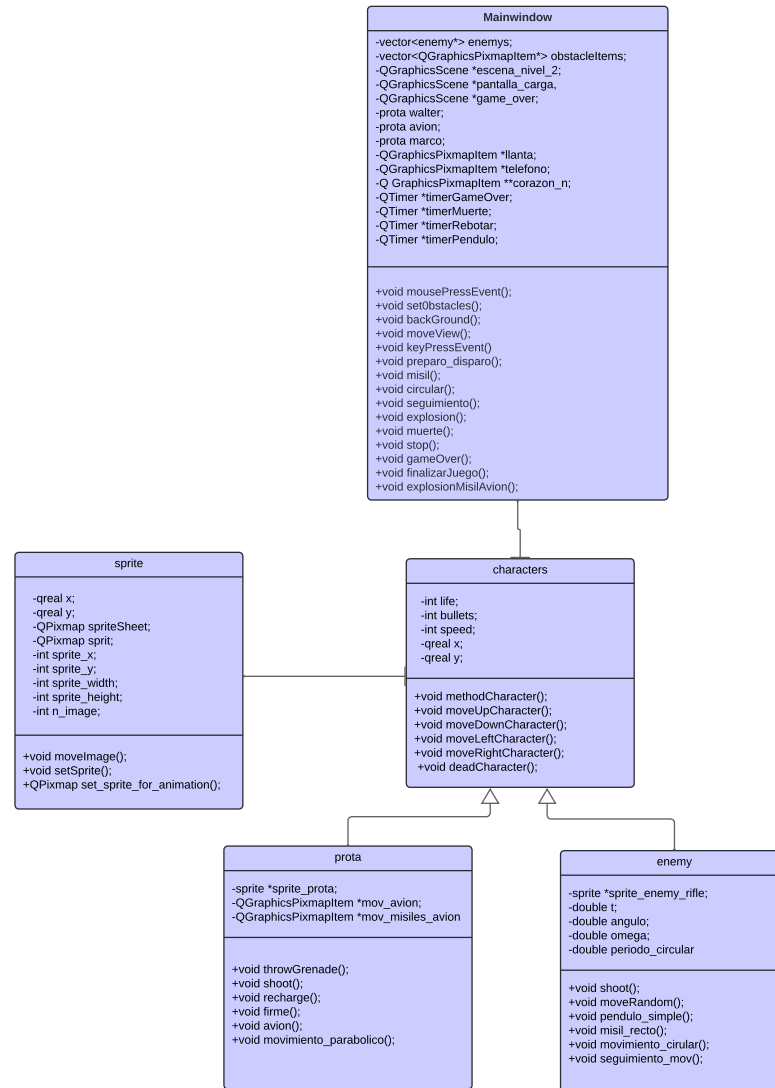 Mainwindow
-vector<enemy*> enemys;
-vector<QGraphicsPixmapItem*> obstacleItems;
-QGraphicsScene *escena_nivel_2;
-QGraphicsScene *pantalla_carga,
-QGraphicsScene *game_over;
-prota walter;
-prota avion;
-prota marco;
-QGraphicsPixmapItem *llanta;
-QGraphicsPixmapItem *telefono;
-Q GraphicsPixmapItem **corazon_n;
-QTimer *timerGameOver;
-QTimer *timerMuerte;
-QTimer *timerRebotar;
-QTimer *timerPendulo;
+void mousePressEvent();
+void set0bstacles();
+void backGround();
+void moveView();
+void keyPressEvent()
+void preparo_disparo();
+void misil();
+void circular();
+void seguimiento();
+void explosion();
+void muerte();
+void stop();
+void gameOver();
+void finalizarJuego();
+void explosionMisilAvion();
sprite
-qreal x;
-qreal y;
-QPixmap spriteSheet;
-QPixmap sprit;
-int sprite_x;
-int sprite_y;
-int sprite_width;
-int sprite_height;
-int n_image;
+void moveImage();
+void setSprite();
+QPixmap set_sprite_for_animation();
characters
-int life;
-int bullets;
-int speed;
-qreal x;
-qreal y;
+void methodCharacter();
+void moveUpCharacter();
+void moveDownCharacter();
+void moveLeftCharacter();
+void moveRightCharacter();
+void deadCharacter();
prota
-sprite *sprite_prota;
-QGraphicsPixmapItem *mov_avion;
-QGraphicsPixmapItem *mov_misiles_avion
+void throwGrenade();
+void shoot();
+void recharge();
+void firme();
+void avion();
+void movimiento_parabolico();
enemy
-sprite *sprite_enemy_rifle;
-double t;
-double angulo;
-double omega;
-double periodo_circular
+void shoot();
+void moveRandom();
+void pendulo_simple();
+void misil_recto();
+void movimiento_cirular();
+void seguimiento_mov();